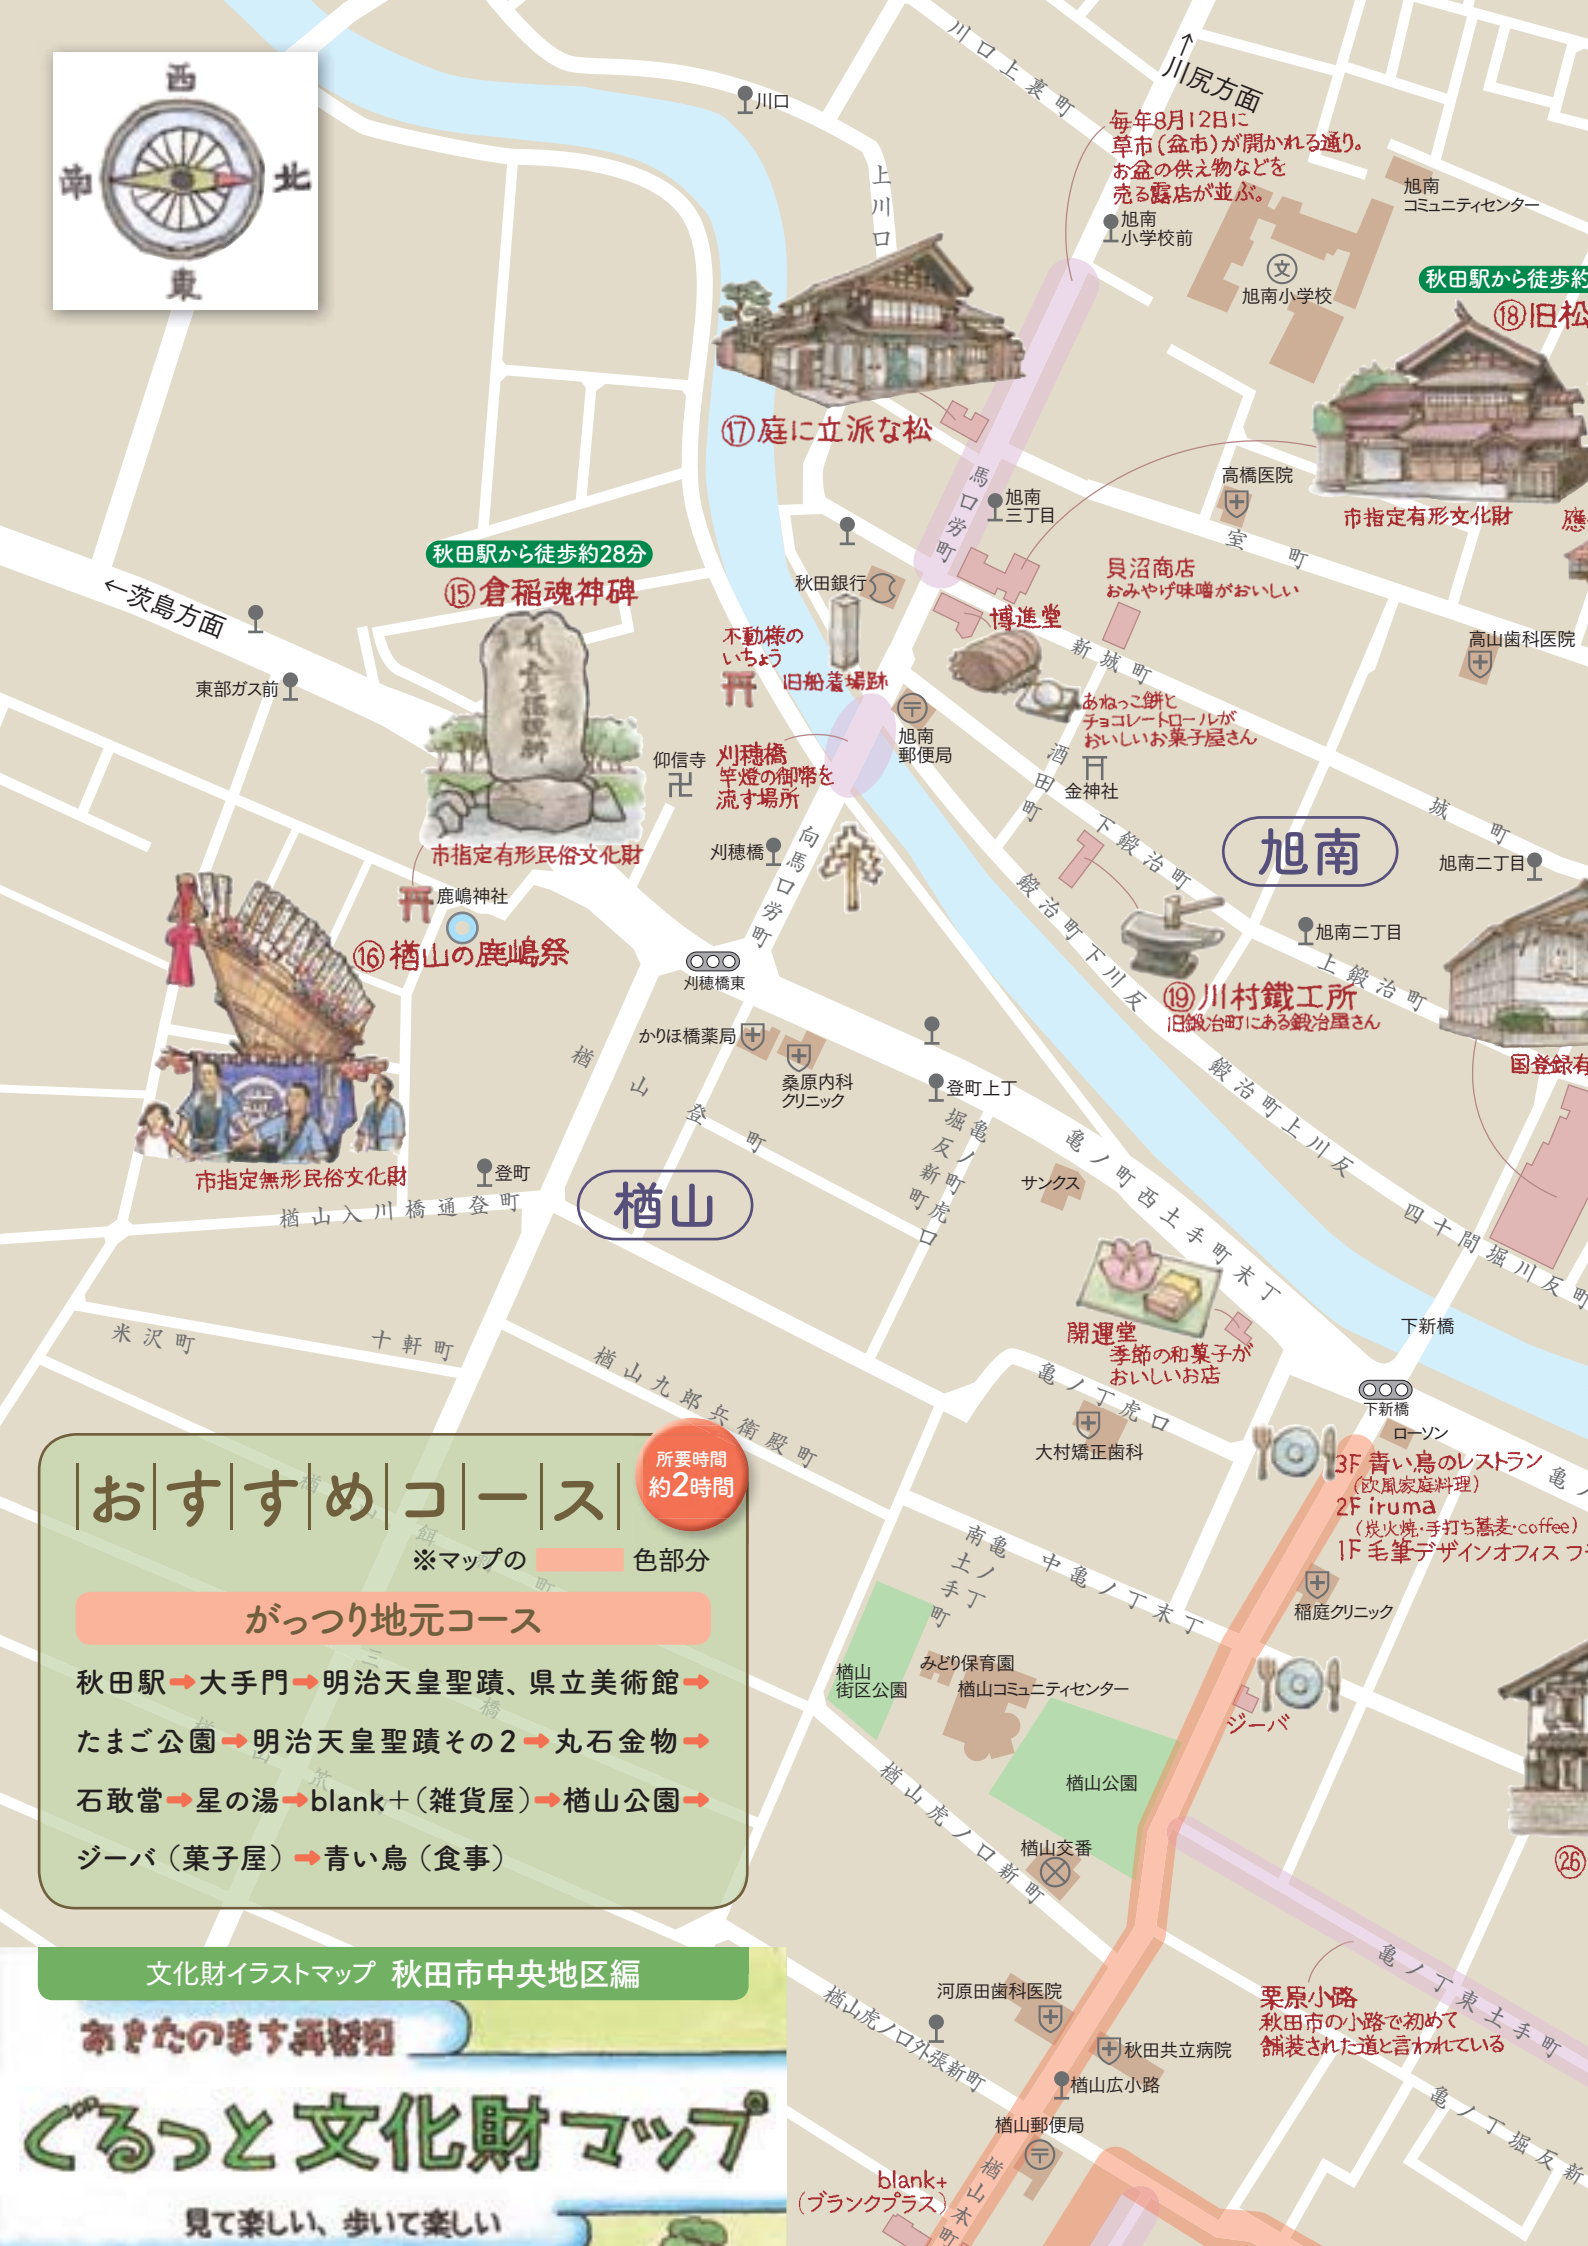 西
南
北
東
川口
川口上裏町
↑
川尻方面
毎年8月12日に
草市(盆市)が開かれる通り。
お盆の供え物などを
売る露店が並ぶ。
旭南
コミュニティセンター
旭南
小学校前
文
旭南小学校
上川口
秋田駅から徒歩約
⑱旧松
⑰庭に立派な松
馬口労町
旭南
三丁目
高橋医院
室町
市指定有形文化財
秋田駅から徒歩約28分
⑮倉稲魂神碑
←茨島方面
東部ガス前
秋田銀行
貝沼商店
おみやげ味噌がおいしい
博進堂
新城町
高山歯科医院
不動様の
いちょう
旧船着場跡
旭南
郵便局
あねっこ餅と
チョコレートロールが
おいしいお菓子屋さん
仰信寺
刈穂橋
竿燈の御幣を
流す場所
酒田町
金神社
市指定有形民俗文化財
刈穂橋
向馬口労町
下鍛治町
旭南
城町
旭南二丁目
鹿嶋神社
⑯楢山の鹿嶋祭
鍛治町下川反
旭南二丁目
上鍛治町
刈穂橋東
⑲川村鐵工所
旧鍛冶町にある鍛冶屋さん
かりほ橋薬局
桑原内科
クリニック
登町上丁
国登録有
楢山登町
鍛治町上川反
堀反新町
亀ノ町虎口
亀ノ町西土手町末丁
サンクス
市指定無形民俗文化財
登町
楢山入川橋通登町
楢山
四十間堀川反町
米沢町
十軒町
開運堂
季節の和菓子が
おいしいお店
下新橋
楢山九郎兵衛殿町
亀ノ丁虎口
下新橋
ローソン
大村矯正歯科
3F 青い鳥のレストラン
(欧風家庭料理)
2F iruma
(炭火焼・手打ち蕎麦・coffee)
1F 毛筆デザインオフィス フ
亀ノ
おすすめコース
所要時間
約2時間
※マップの 色部分
がっつり地元コース
秋田駅➡大手門➡明治天皇聖蹟、県立美術館➡
たまご公園➡明治天皇聖蹟その2➡丸石金物➡
石敢當➡星の湯➡blank+(雑貨屋)➡楢山公園➡
ジーバ(菓子屋)➡青い鳥(食事)
南亀ノ丁
土手町
中亀ノ丁末丁
稲庭クリニック
みどり保育園
楢山
街区公園
楢山コミュニティセンター
ジーバ
楢山公園
楢山虎ノ口新町
楢山交番
㉖
亀ノ丁東土手町
文化財イラストマップ 秋田市中央地区編
あきたのまち再発見
ぐるっと文化財マップ
見て楽しい、歩いて楽しい
河原田歯科医院
栗原小路
秋田市の小路で初めて
舗装された道と言われている
楢山虎ノ口外張新町
秋田共立病院
楢山広小路
楢山郵便局
亀ノ丁堀反新
blank+
(ブランクプラス)
楢山本町